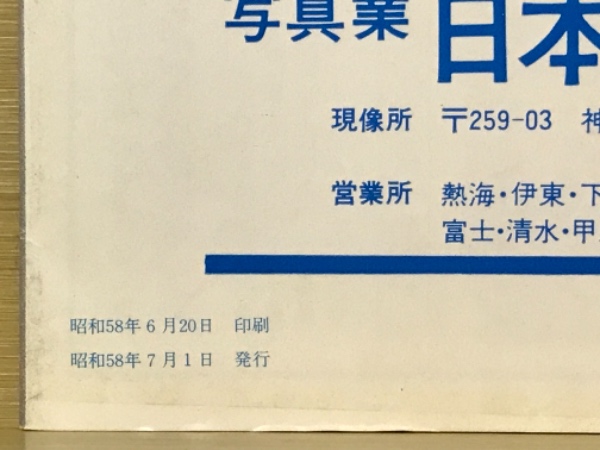 写真業 日本
現像所 〒259-03 神
営業所 熱海・伊東・下
富士・清水・甲
昭和58年6月20日 印刷
昭和58年7月1日 発行